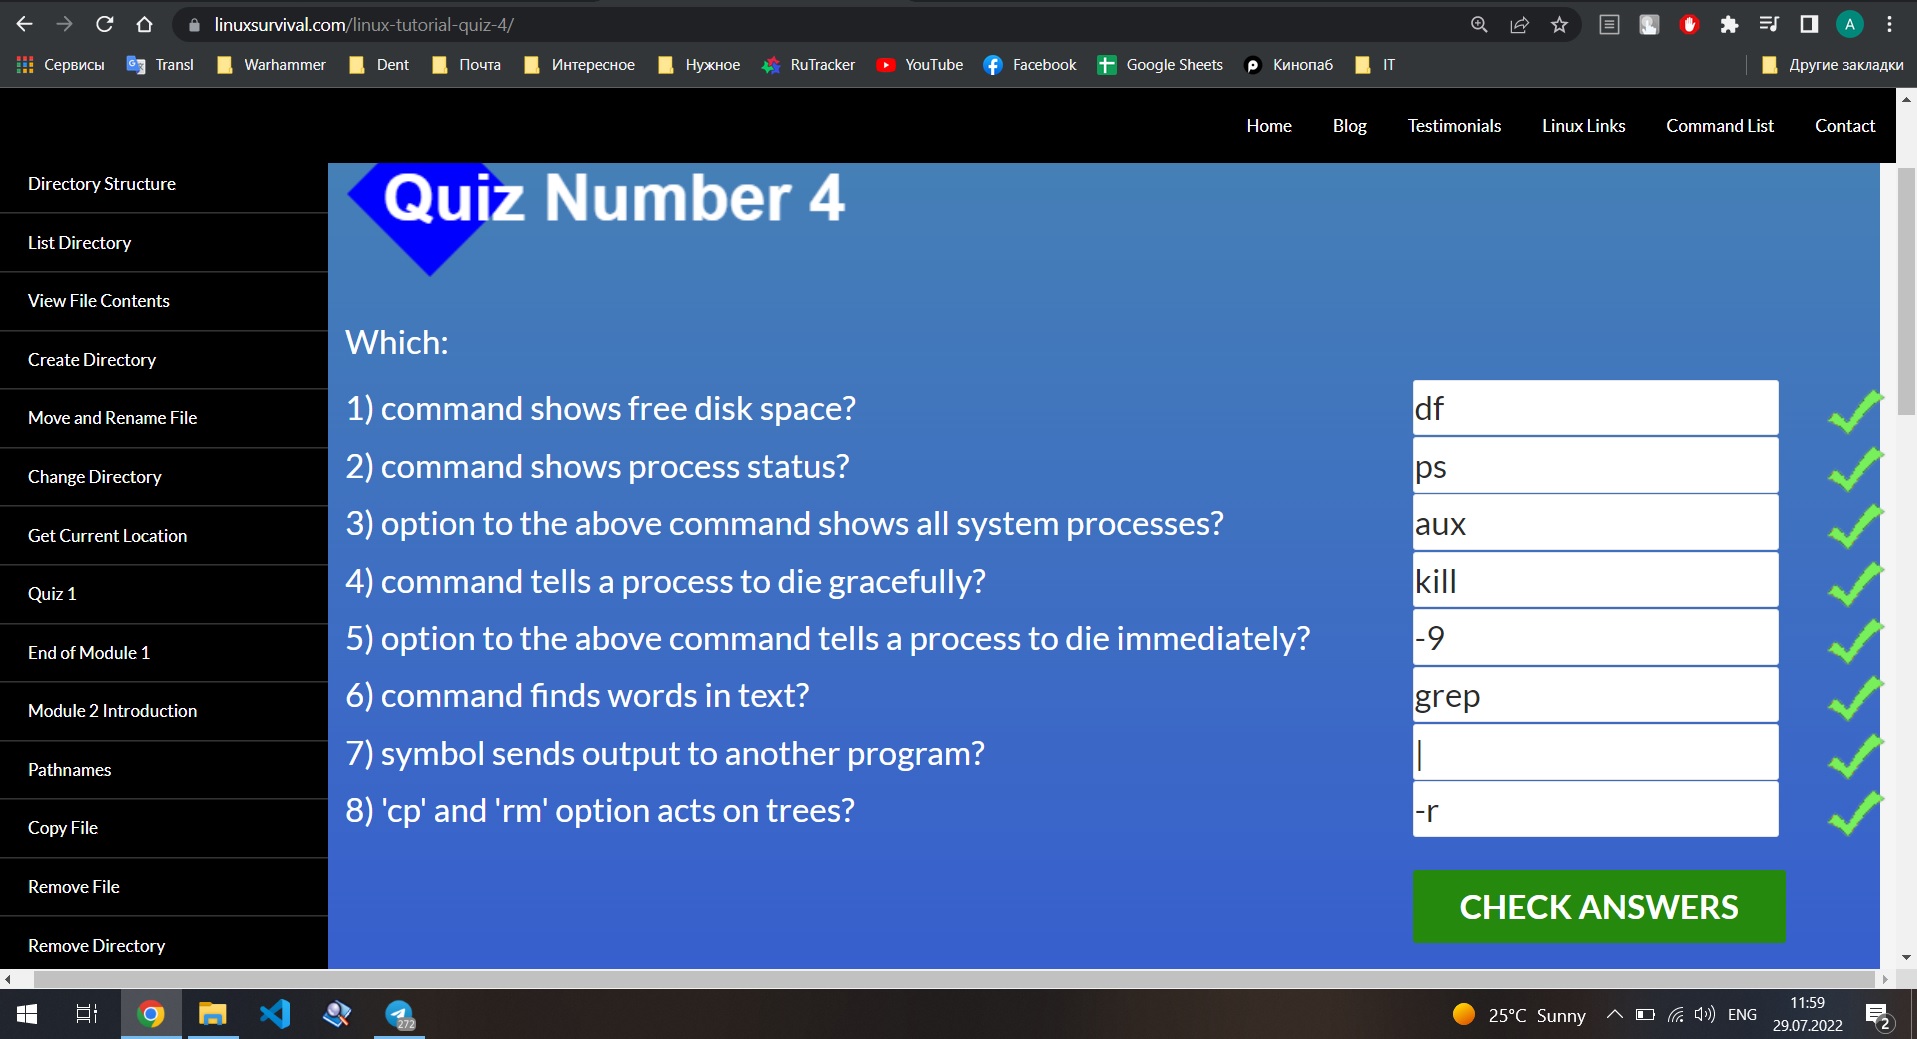 linuxsurvival.com/linux-tutorial-quiz-4/
A
Сервисы
Transl
Warhammer
Dent
Почта
Интересное
Нужное
RuTracker
YouTube
Facebook
Google Sheets
Кинопаб
IT
Другие закладки
Home
Blog
Testimonials
Linux Links
Command List
Contact
Directory Structure
List Directory
View File Contents
Create Directory
Move and Rename File
Change Directory
Get Current Location
Quiz 1
End of Module 1
Module 2 Introduction
Pathnames
Copy File
Remove File
Remove Directory
Quiz Number 4
Which:
1) command shows free disk space? df
2) command shows process status? ps
3) option to the above command shows all system processes? aux
4) command tells a process to die gracefully? kill
5) option to the above command tells a process to die immediately? -9
6) command finds words in text? grep
7) symbol sends output to another program? |
8) 'cp' and 'rm' option acts on trees? -r
CHECK ANSWERS
272
25°C Sunny
ENG
11:59
29.07.2022
2